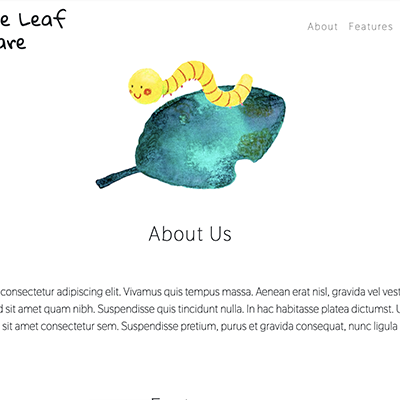 e Leaf
are
About Features
About Us
consectetur adipiscing elit. Vivamus quis tempus massa. Aenean erat nisl, gravida vel vest
d sit amet quam nibh. Suspendisse quis tincidunt nulla. In hac habitasse platea dictumst. U
sit amet consectetur sem. Suspendisse pretium, purus et gravida consequat, nunc ligula